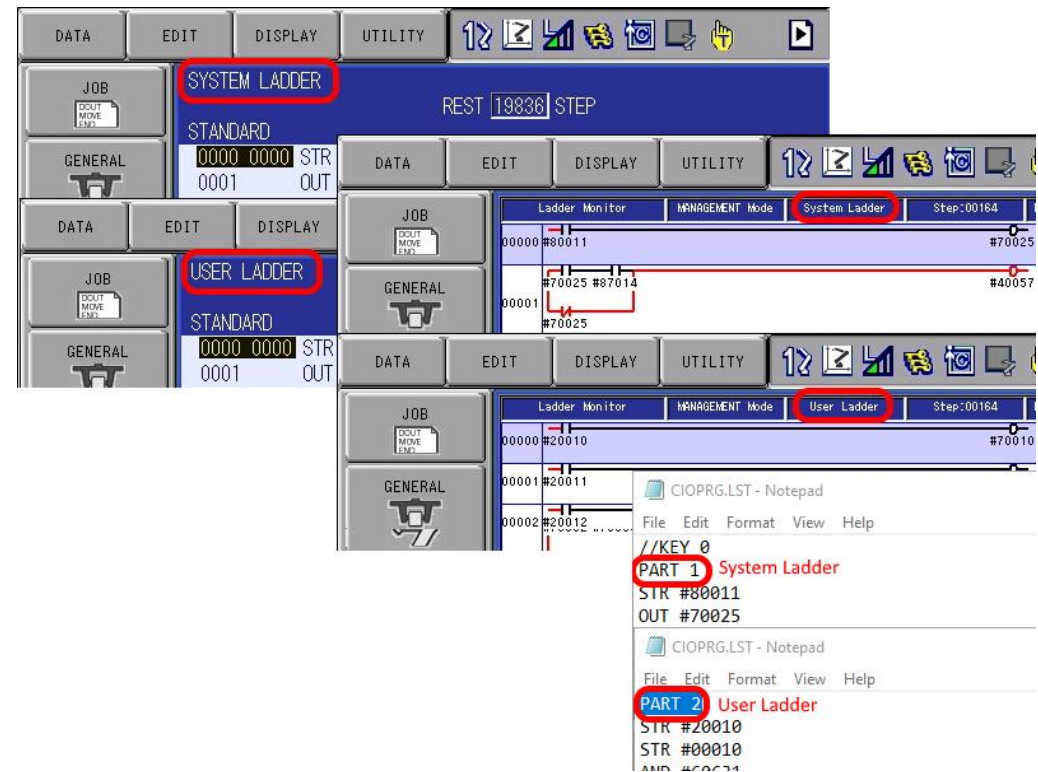 DATA EDIT DISPLAY UTILITY
JOB
DOUT
MOVE
END
GENERAL
SYSTEM LADDER
REST 19836 STEP
STANDARD
0000 0000 STR
0001 OUT
DATA EDIT DISPLAY
JOB
DOUT
MOVE
END
GENERAL
USER LADDER
STANDARD
0000 0000 STR
0001 OUT
DATA EDIT DISPLAY UTILITY
JOB
DOUT
MOVE
END
GENERAL
Ladder Monitor MANAGEMENT Mode System Ladder Step:00164
00000 #80011 #70025
#70025 #87014 #40057
00001
#70025
DATA EDIT DISPLAY UTILITY
JOB
DOUT
MOVE
END
GENERAL
Ladder Monitor MANAGEMENT Mode User Ladder Step:00164
00000 #20010 #70010
00001 #20011
00002 #20012
CIOPRG.LST - Notepad
File Edit Format View Help
//KEY 0
PART 1 System Ladder
STR #80011
OUT #70025
CIOPRG.LST - Notepad
File Edit Format View Help
PART 2 User Ladder
STR #20010
STR #00010